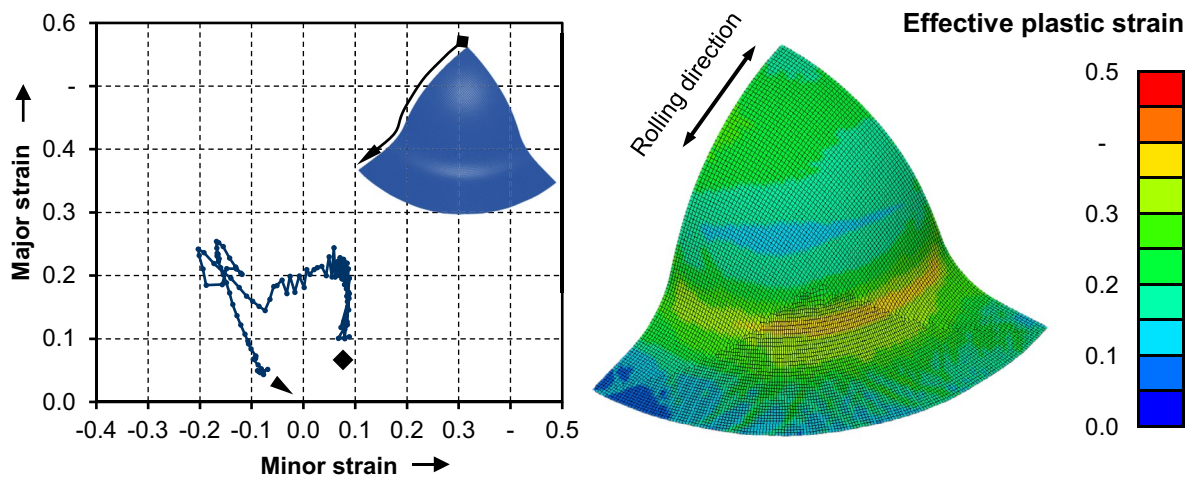 Effective plastic strain
0.6
-
0.4
0.3
0.2
0.1
0.0
Major strain
-0.4 -0.3 -0.2 -0.1 0.0 0.1 0.2 0.3 - 0.5
Minor strain
Rolling direction
0.5
-
0.3
0.2
0.1
0.0